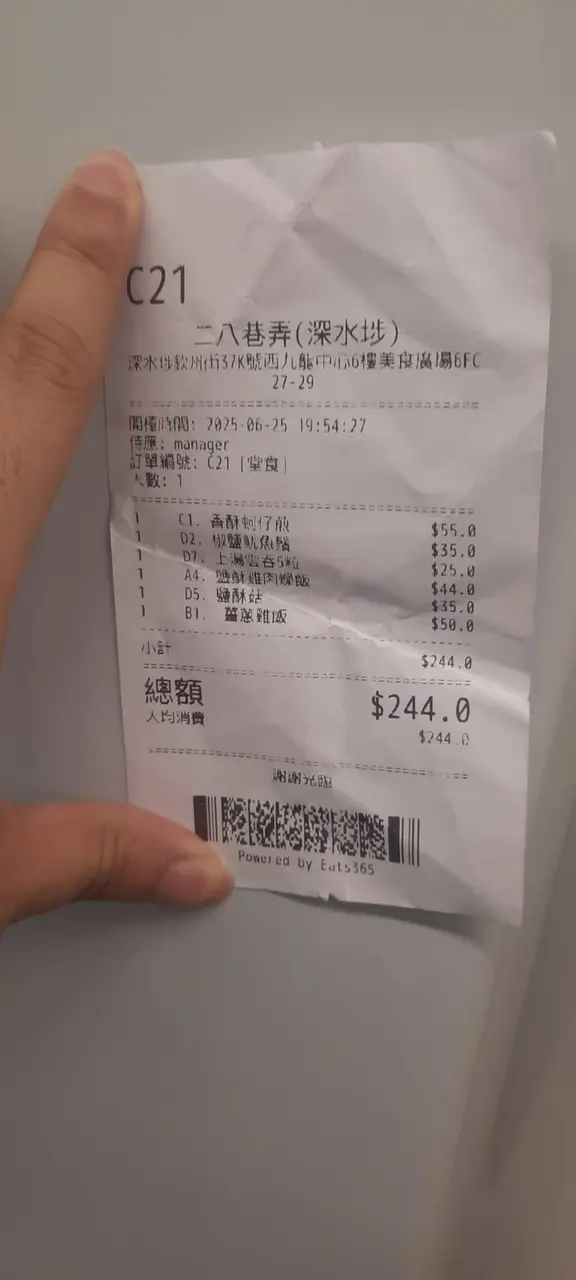 C21
二八巷弄(深水埗)
深水埗欽州街37K號西九龍中心6樓美食廣場6FC
27-29
開檯時間: 2025-06-25 19:54:27
侍應: manager
訂單編號: C21 [堂食]
人數: 1
1 C1. 香酥蚵仔煎 $55.0
1 D2. 椒鹽魷魚鬚 $35.0
1 D7. 上湯雲吞5粒 $25.0
1 A4. 鹽酥雞肉燥飯 $44.0
1 D5. 鹽酥菇 $35.0
1 B1. 薑蔥雞飯 $50.0
小計 $244.0
總額 $244.0
人均消費 $244.0
謝謝光臨
Powered by Eats365